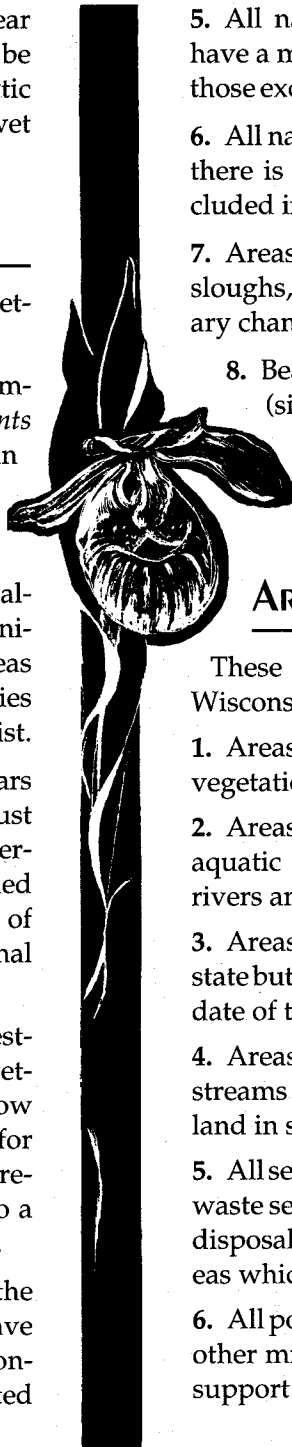 ear
be
tic
vet
et-
m-
nts
n
al-
ni-
eas
ies
ist.
ars
ust
er-
ed
of
nal
est-
et-
ow
for
re-
o a
.
the
ave
on-
ted
5. All na
have a m
those exc
6. All na
there is
cluded i
7. Areas
sloughs,
ary chan
8. Bea
(si
AR
These
Wiscons
1. Areas
vegetatio
2. Areas
aquatic
rivers an
3. Areas
state but
date of t
4. Areas
streams
land in s
5. All se
waste se
disposal
eas whic
6. All po
other mi
support